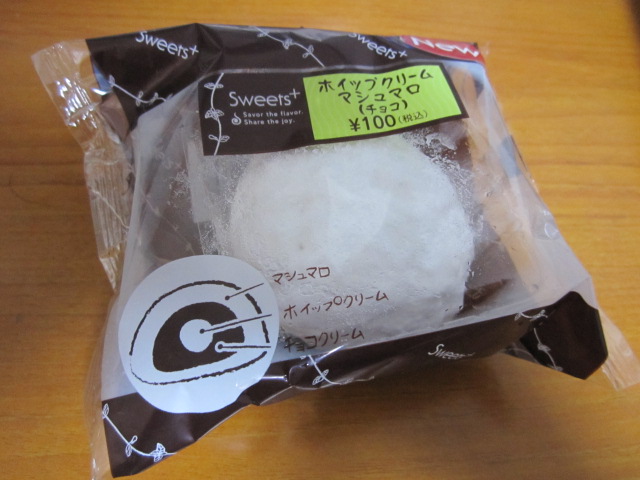 Sweets+
New
Sweets+
Savor the flavor.
Share the joy.
ホイップクリーム
マシュマロ
(チョコ)
¥100(税込)
マシュマロ
ホイップクリーム
チョコクリーム
Sweets+
Sweets+